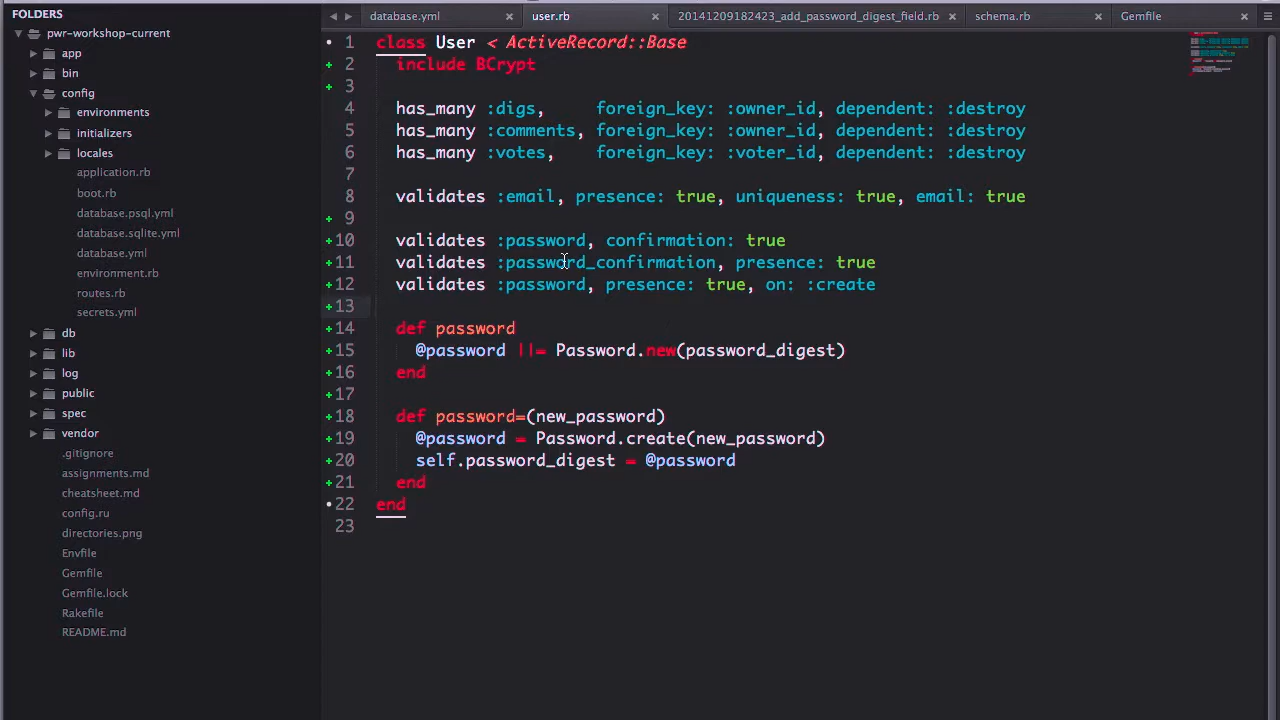 FOLDERS
pwr-workshop-current
app
bin
config
environments
initializers
locales
application.rb
boot.rb
database.psql.yml
database.sqlite.yml
database.yml
environment.rb
routes.rb
secrets.yml
db
lib
log
public
spec
vendor
.gitignore
assignments.md
cheatsheet.md
config.ru
directories.png
Envfile
Gemfile
Gemfile.lock
Rakefile
README.md
database.yml × user.rb × 20141209182423_add_password_digest_field.rb × schema.rb × Gemfile ×
1 class User < ActiveRecord::Base
2 include BCrypt
3
4 has_many :digs, foreign_key: :owner_id, dependent: :destroy
5 has_many :comments, foreign_key: :owner_id, dependent: :destroy
6 has_many :votes, foreign_key: :voter_id, dependent: :destroy
7
8 validates :email, presence: true, uniqueness: true, email: true
9
10 validates :password, confirmation: true
11 validates :password_confirmation, presence: true
12 validates :password, presence: true, on: :create
13
14 def password
15 @password ||= Password.new(password_digest)
16 end
17
18 def password=(new_password)
19 @password = Password.create(new_password)
20 self.password_digest = @password
21 end
22 end
23